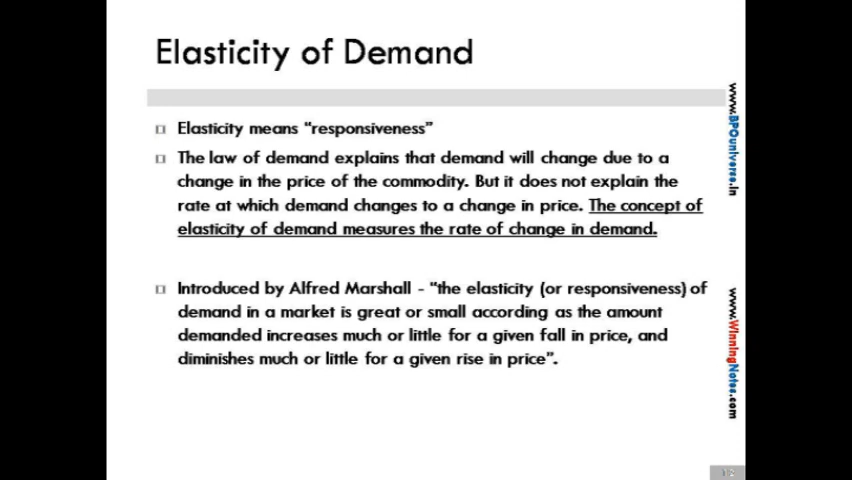 Elasticity of Demand
Elasticity means “responsiveness”
The law of demand explains that demand will change due to a
change in the price of the commodity. But it does not explain the
rate at which demand changes to a change in price. The concept of
elasticity of demand measures the rate of change in demand.
Introduced by Alfred Marshall - “the elasticity (or responsiveness) of
demand in a market is great or small according as the amount
demanded increases much or little for a given fall in price, and
diminishes much or little for a given rise in price”.
www.BPOuniverse.in
www.WinningNotes.com